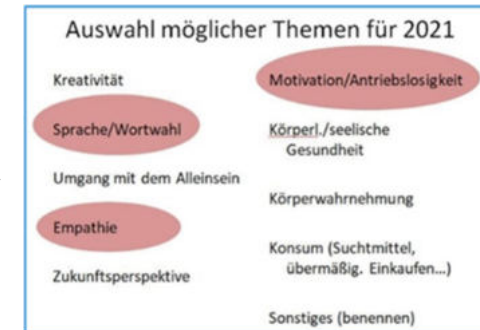 Auswahl möglicher Themen für 2021
Kreativität
Sprache/Wortwahl
Umgang mit dem Alleinsein
Empathie
Zukunftsperspektive
Motivation/Antriebslosigkeit
Körperl./seelische
Gesundheit
Körperwahrnehmung
Konsum (Suchtmittel,
übermäßig. Einkaufen...)
Sonstiges (benennen)